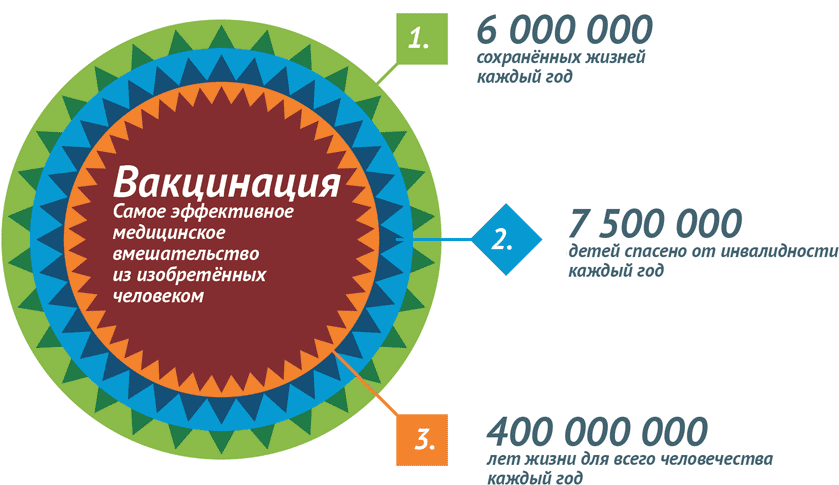 Вакцинация
Самое эффективное
медицинское
вмешательство
из изобретённых
человеком
1.
6 000 000
сохранённых жизней
каждый год
2.
7 500 000
детей спасено от инвалидности
каждый год
3.
400 000 000
лет жизни для всего человечества
каждый год